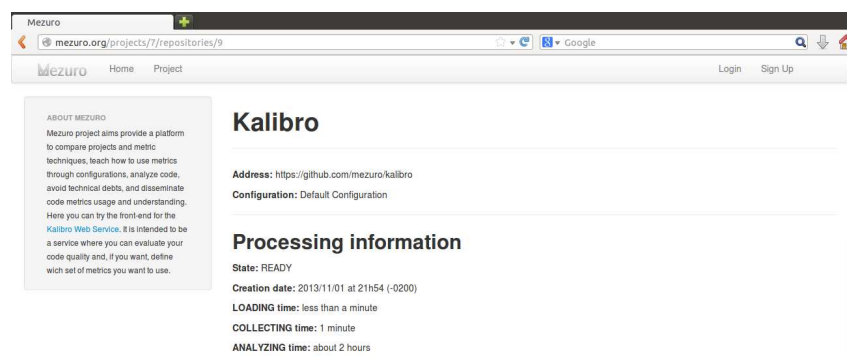 Mezuro
mezuro.org/projects/7/repositories/9
Google
Mezuro Home Project Login Sign Up
ABOUT MEZURO
Mezuro project aims provide a platform
to compare projects and metric
techniques, teach how to use metrics
through configurations, analyze code,
avoid technical debts, and disseminate
code metrics usage and understanding.
Here you can try the front-end for the
Kalibro Web Service. It is intended to be
a service where you can evaluate your
code quality and, if you want, define
wich set of metrics you want to use.
Kalibro
Address: https://github.com/mezuro/kalibro
Configuration: Default Configuration
Processing information
State: READY
Creation date: 2013/11/01 at 21h54 (-0200)
LOADING time: less than a minute
COLLECTING time: 1 minute
ANALYZING time: about 2 hours